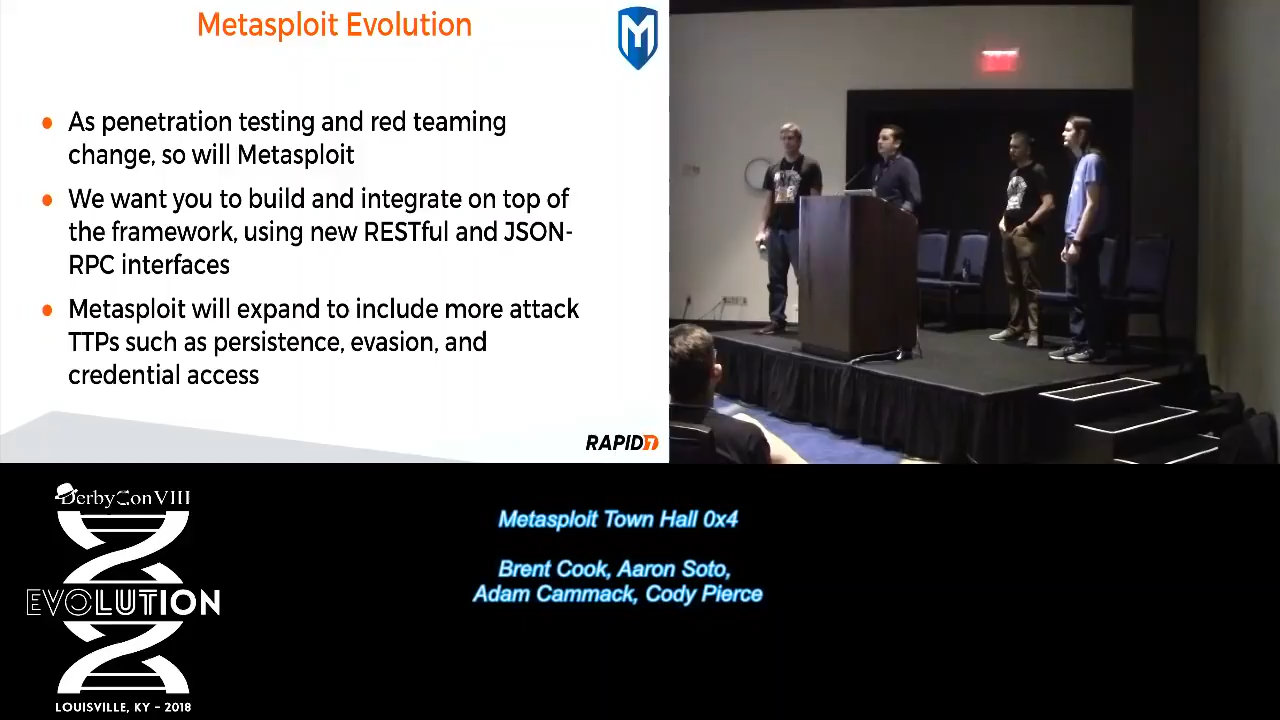 Metasploit Evolution
M
As penetration testing and red teaming
change, so will Metasploit
We want you to build and integrate on top of
the framework, using new RESTful and JSON-
RPC interfaces
Metasploit will expand to include more attack
TTPs such as persistence, evasion, and
credential access
RAPID7
DerbyCon VIII
EVOLUTION
LOUISVILLE, KY - 2018
Metasploit Town Hall 0x4
Brent Cook, Aaron Soto,
Adam Cammack, Cody Pierce